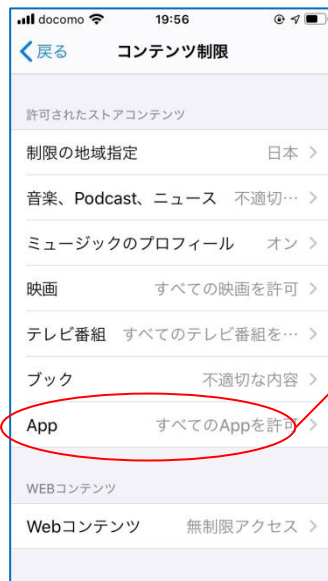 docomo 19:56
戻る コンテンツ制限
許可されたストアコンテンツ
制限の地域指定 日本
音楽、Podcast、ニュース 不適切…
ミュージックのプロフィール オン
映画 すべての映画を許可
テレビ番組 すべてのテレビ番組を…
ブック 不適切な内容
App すべてのAppを許可
WEBコンテンツ
Webコンテンツ 無制限アクセス